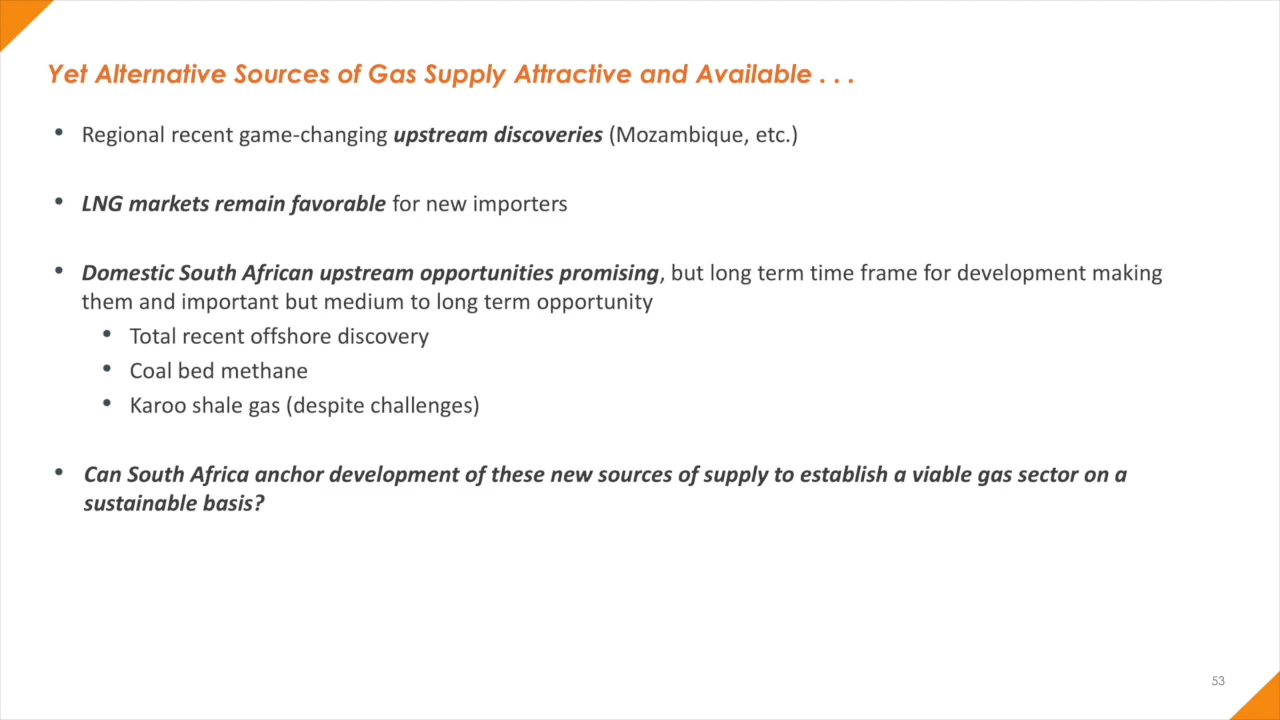 Yet Alternative Sources of Gas Supply Attractive and Available . . .
• Regional recent game-changing upstream discoveries (Mozambique, etc.)
• LNG markets remain favorable for new importers
• Domestic South African upstream opportunities promising, but long term time frame for development making
them and important but medium to long term opportunity
• Total recent offshore discovery
• Coal bed methane
• Karoo shale gas (despite challenges)
• Can South Africa anchor development of these new sources of supply to establish a viable gas sector on a
sustainable basis?
53